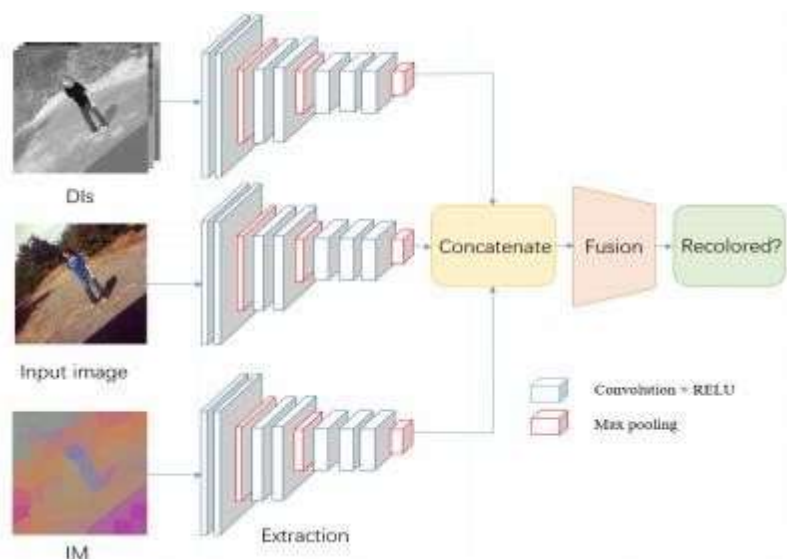 DIs
Input image
IM
Extraction
Concatenate
Fusion
Recolored?
Convolution + RELU
Max pooling